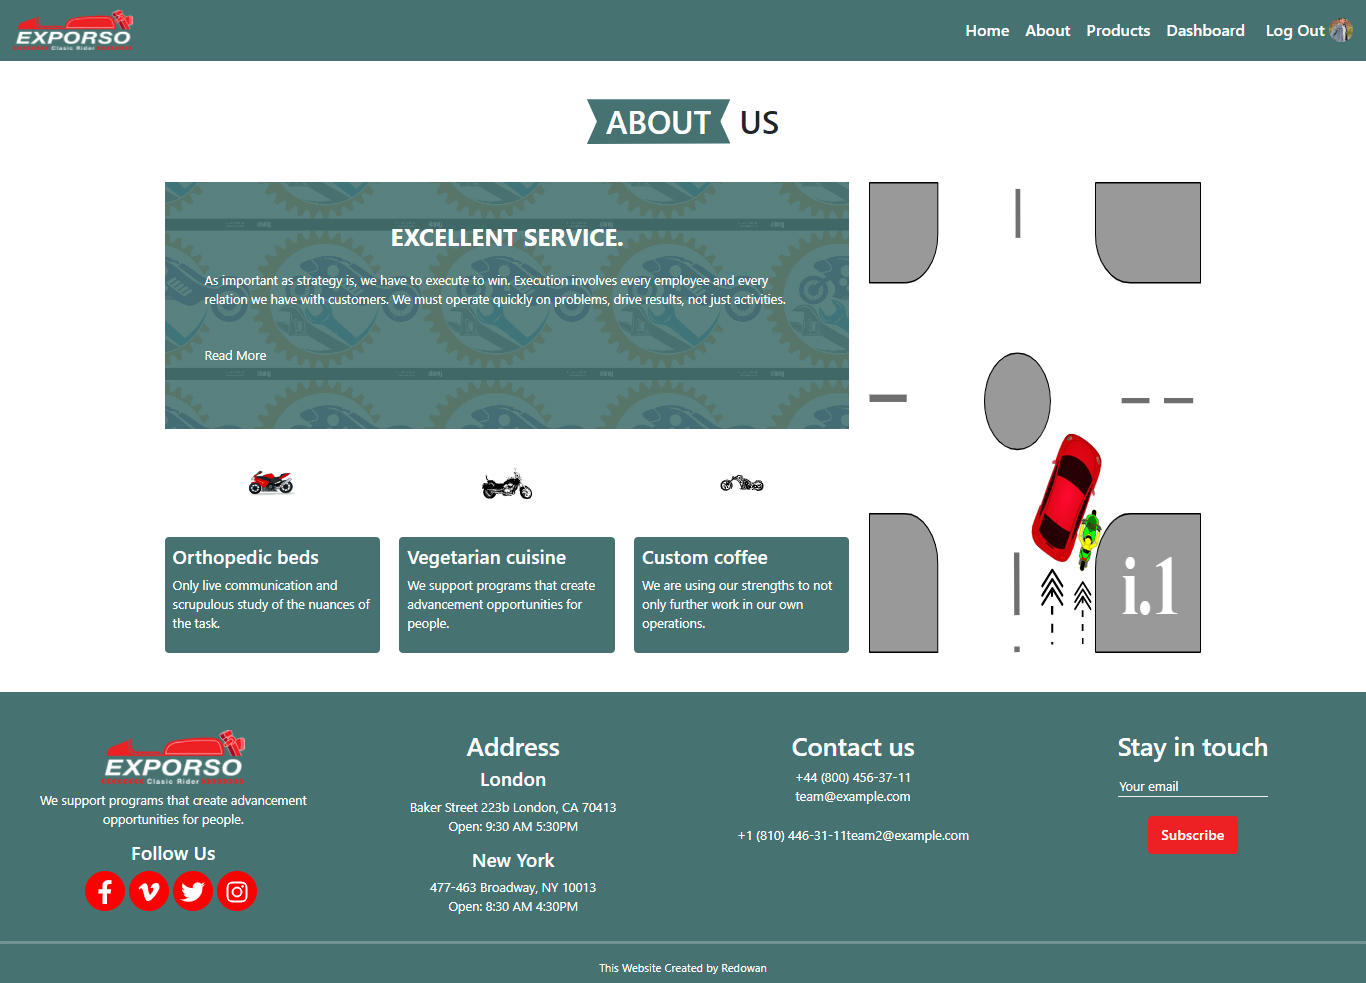 EXPORSO
Clasic Rider
Home About Products Dashboard Log Out
ABOUT US
EXCELLENT SERVICE.
As important as strategy is, we have to execute to win. Execution involves every employee and every
relation we have with customers. We must operate quickly on problems, drive results, not just activities.
Read More
Orthopedic beds
Only live communication and
scrupulous study of the nuances of
the task.
Vegetarian cuisine
We support programs that create
advancement opportunities for
people.
Custom coffee
We are using our strengths to not
only further work in our own
operations.
i.1
EXPORSO
Clasic Rider
We support programs that create advancement
opportunities for people.
Follow Us
Address
London
Baker Street 223b London, CA 70413
Open: 9:30 AM 5:30PM
New York
477-463 Broadway, NY 10013
Open: 8:30 AM 4:30PM
Contact us
+44 (800) 456-37-11
team@example.com
+1 (810) 446-31-11team2@example.com
Stay in touch
Your email
Subscribe
This Website Created by Redowan